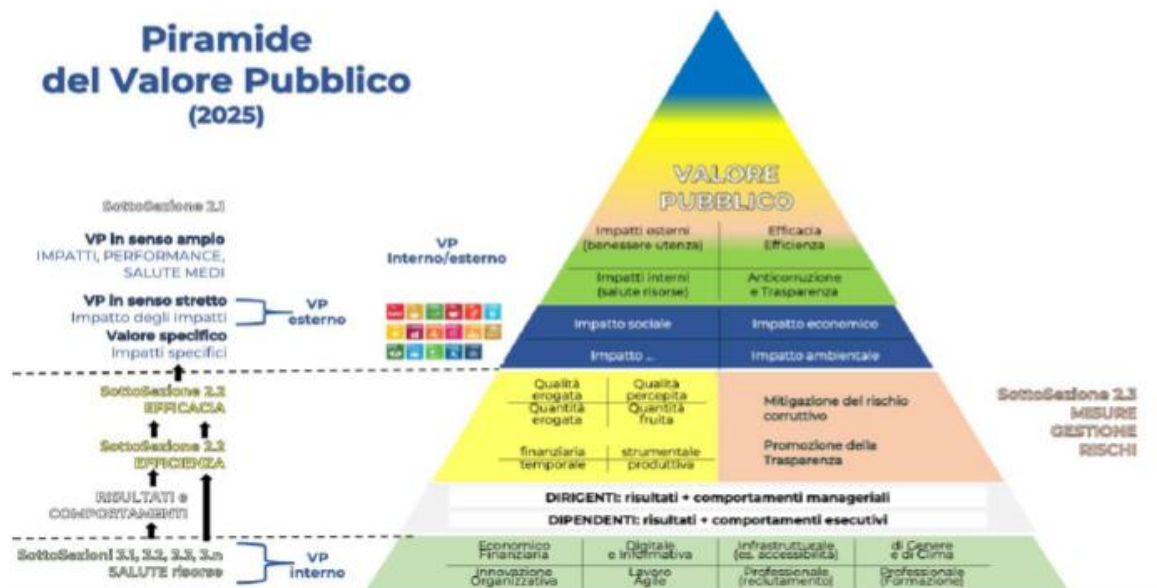 Piramide
del Valore Pubblico
(2025)
VALORE
PUBBLICO
SottoSezione 2.1
VP in senso ampio
IMPATTI, PERFORMANCE,
SALUTE MEDI
VP
Interno/esterno
VP in senso stretto
Impatto degli impatti
VP
esterno
Valore specifico
Impatti specifici
Impatti esterni
(benessere utenza)
Efficacia
Efficienza
Impatti interni
(salute risorse)
Anticorruzione
e Trasparenza
Impatto sociale
Impatto economico
Impatto ...
Impatto ambientale
SottoSezione 2.2
EFFICACIA
SottoSezione 2.2
EFFICIENZA
Qualità
erogata
Qualità
percepita
Quantità
erogata
Quantità
fruita
finanziaria
strumentale
temporale
produttiva
Mitigazione del rischio
corruttivo
Promozione della
Trasparenza
SottoSezione 2.3
MISURE
GESTIONE
RISCHI
RISULTATI e
COMPORTAMENTI
DIRIGENTI: risultati + comportamenti manageriali
DIPENDENTI: risultati + comportamenti esecutivi
SottoSezioni 3.1, 3.2, 3.3, 3.n
SALUTE risorse
VP
interno
Economico
Finanziaria
Digitale
e Informativa
Infrastrutturale
(es. accessibilità)
di Genere
e di Clima
Innovazione
Organizzativa
Lavoro
Agile
Professionale
(reclutamento)
Professionale
(Formazione)